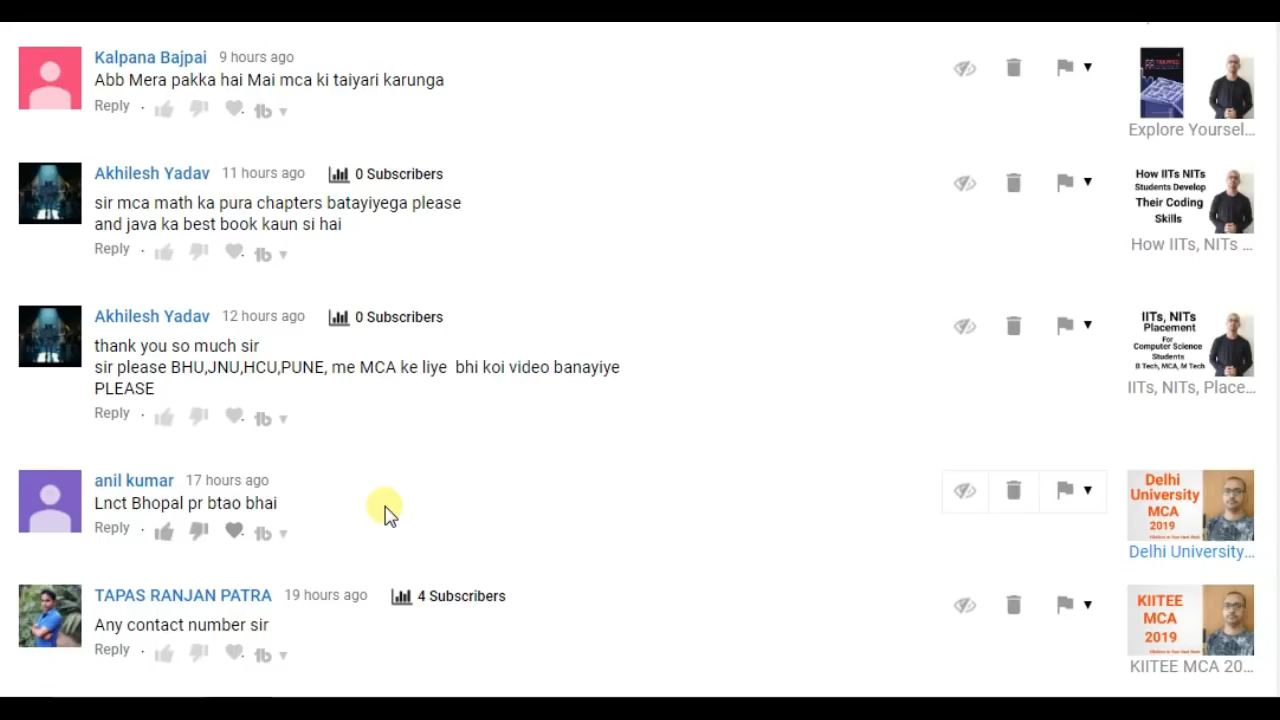 Kalpana Bajpai 9 hours ago
Abb Mera pakka hai Mai mca ki taiyari karunga
Reply .
Explore Yoursel...
Akhilesh Yadav 11 hours ago 0 Subscribers
sir mca math ka pura chapters batayiyega please
and java ka best book kaun si hai
Reply .
How IITs NITs
Students Develop
Their Coding
Skills
How IITs, NITs ...
Akhilesh Yadav 12 hours ago 0 Subscribers
thank you so much sir
sir please BHU,JNU,HCU,PUNE, me MCA ke liye bhi koi video banayiye
PLEASE
Reply .
IITs, NITs
Placement
For
Computer Science
Students
B Tech, MCA, M Tech
IITs, NITs, Place...
anil kumar 17 hours ago
Lnct Bhopal pr btao bhai
Reply .
Delhi
University
MCA
2019
Delhi University...
TAPAS RANJAN PATRA 19 hours ago 4 Subscribers
Any contact number sir
Reply .
KIITEE
MCA
2019
KIITEE MCA 20...